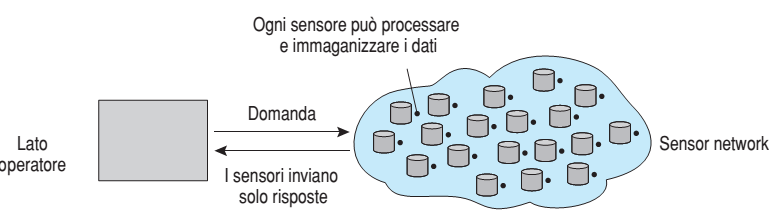 Ogni sensore può processare
e immaganizzare i dati
Domanda
Lato
operatore
Sensor network
I sensori inviano
solo risposte